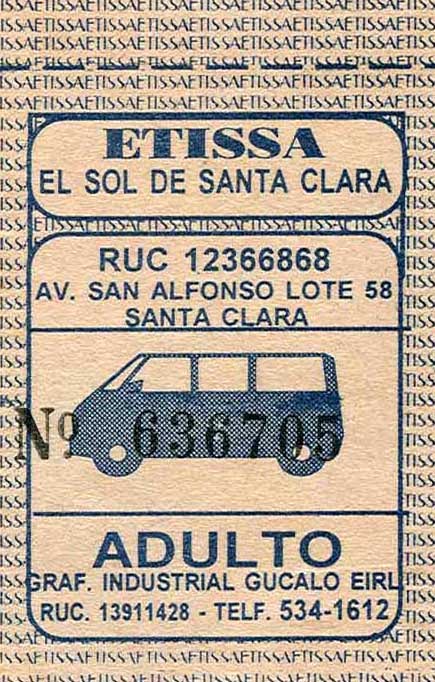 ETISSA
EL SOL DE SANTA CLARA
RUC 12366868
AV. SAN ALFONSO LOTE 58
SANTA CLARA
Nº 636705
ADULTO
GRAF. INDUSTRIAL GUCALO EIRL
RUC. 13911428 - TELF. 534-1612